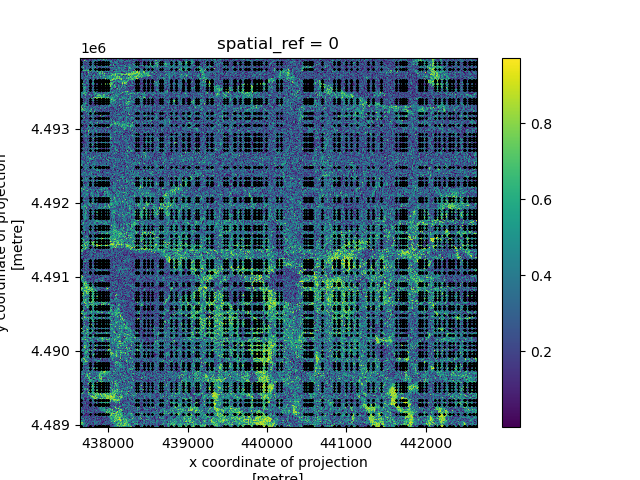 spatial_ref = 0
1e6
4.493
4.492
4.491
4.490
4.489
y coordinate of projection
[metre]
438000 439000 440000 441000 442000
x coordinate of projection
[metre]
0.8
0.6
0.4
0.2